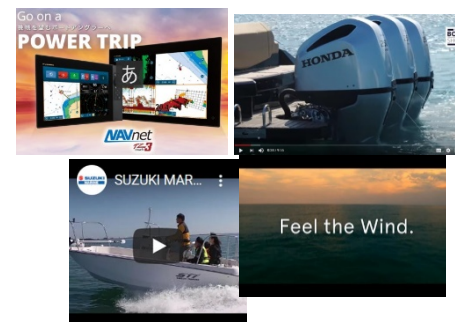 Go on a
POWER TRIP
あ
NAVnet
HONDA
SUZUKI MAR...
Feel the Wind.